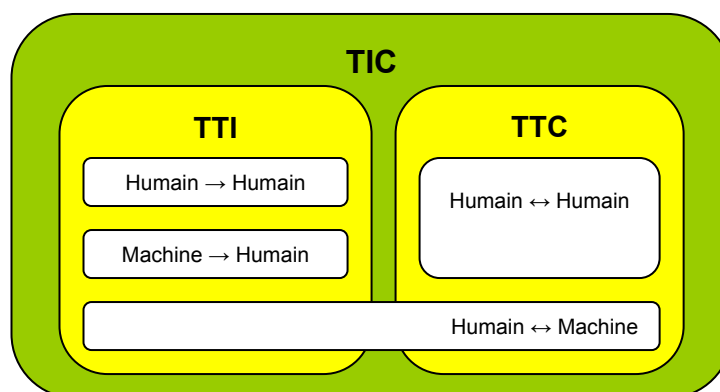 TIC
TTI
TTC
Humain → Humain
Humain ↔ Humain
Machine → Humain
Humain ↔ Machine